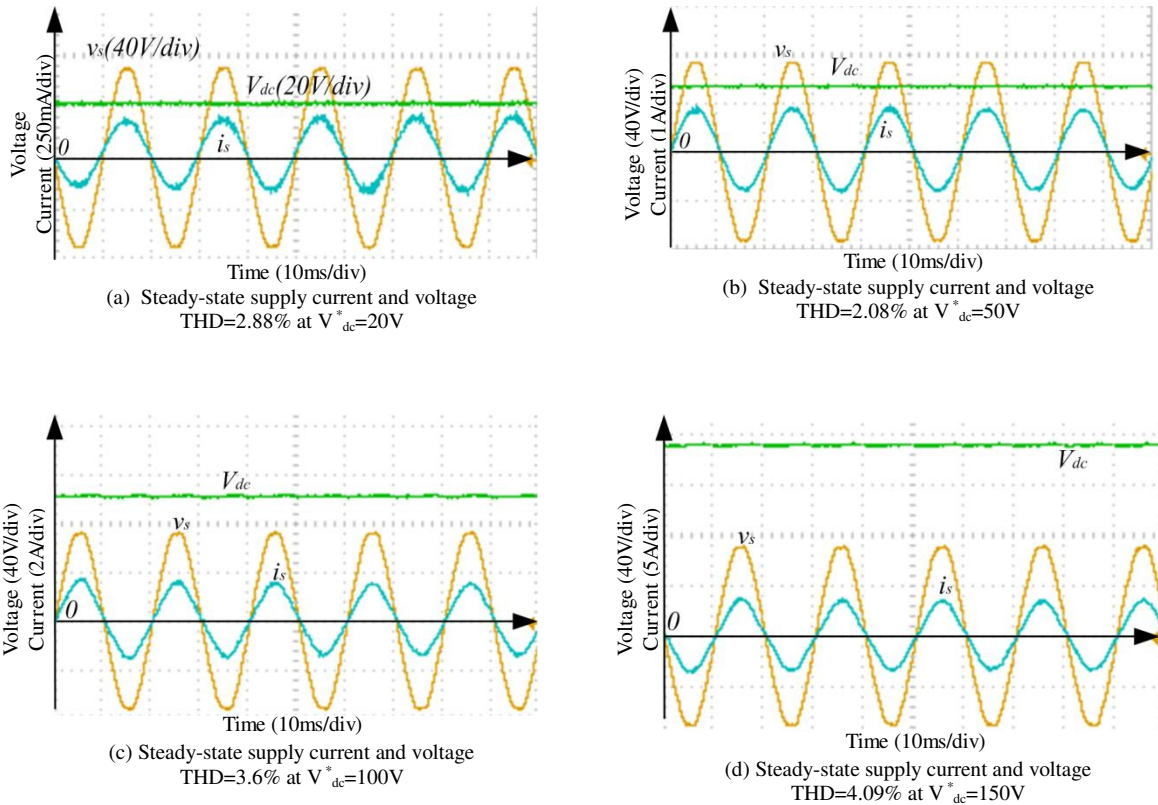 vs(40V/div)
Vdc(20V/div)
is
0
Voltage
Current (250mA/div)
Time (10ms/div)
(a) Steady-state supply current and voltage
THD=2.88% at V*dc=20V
vs
Vdc
is
0
Voltage (40V/div)
Current (1A/div)
Time (10ms/div)
(b) Steady-state supply current and voltage
THD=2.08% at V*dc=50V
Vdc
vs
is
0
Voltage (40V/div)
Current (2A/div)
Time (10ms/div)
(c) Steady-state supply current and voltage
THD=3.6% at V*dc=100V
Vdc
vs
is
0
Voltage (40V/div)
Current (5A/div)
Time (10ms/div)
(d) Steady-state supply current and voltage
THD=4.09% at V*dc=150V